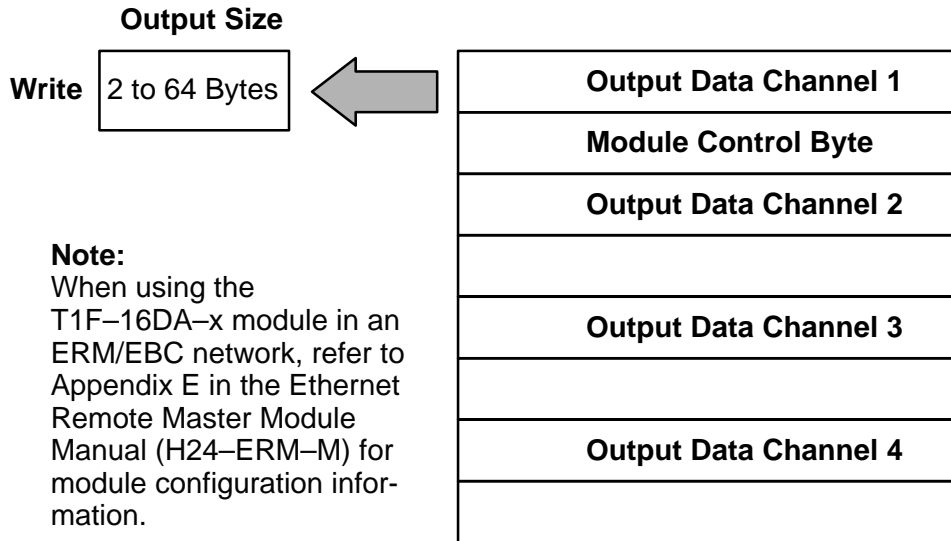 Output Size
Write 2 to 64 Bytes
Output Data Channel 1
Module Control Byte
Output Data Channel 2
Output Data Channel 3
Output Data Channel 4
Note:
When using the
T1F–16DA–x module in an
ERM/EBC network, refer to
Appendix E in the Ethernet
Remote Master Module
Manual (H24–ERM–M) for
module configuration infor-
mation.